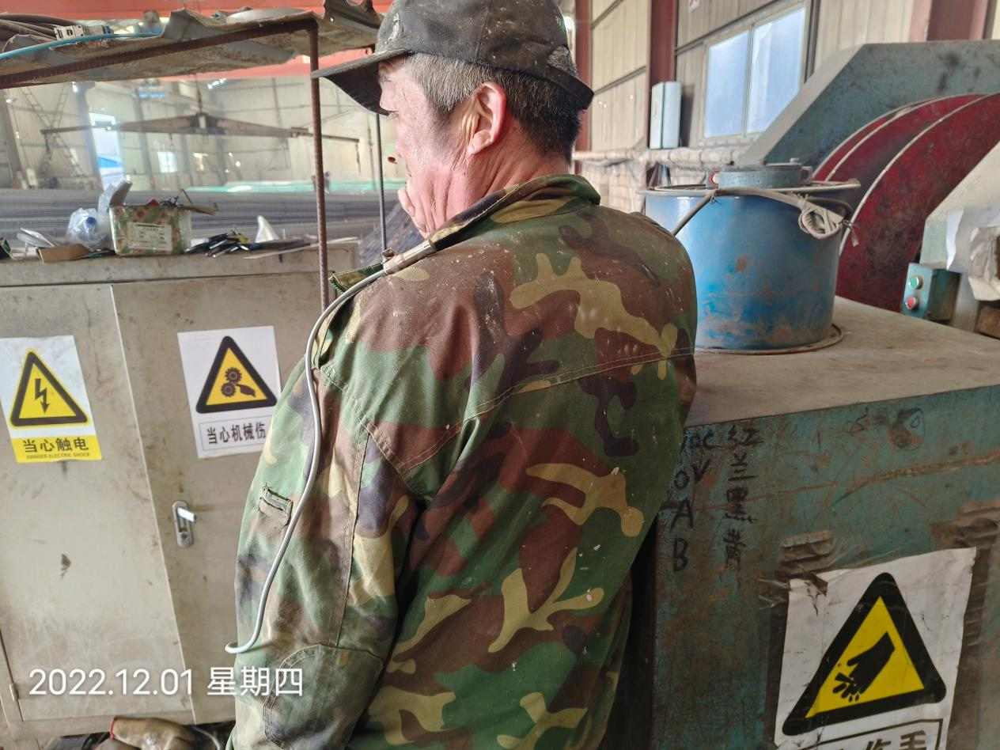 当心触电
DANGER ELECTRIC SHOCK
当心机械伤
红
OV 兰
A 黑
B 黄
2022.12.01 星期四